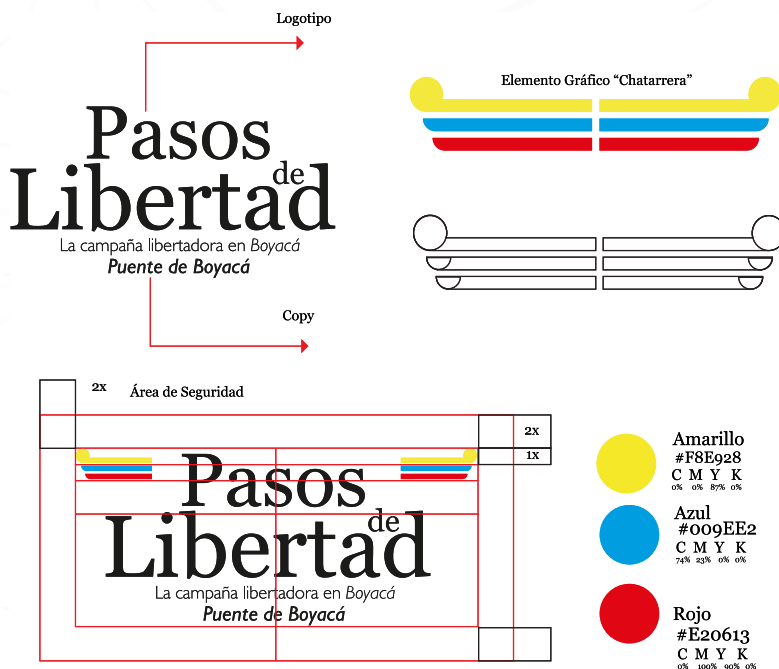 Logotipo
Pasos
de
Libertad
La campaña libertadora en Boyacá
Puente de Boyacá
Copy
Elemento Gráfico “Chatarrera”
2x
Área de Seguridad
2x
1x
Pasos
de
Libertad
La campaña libertadora en Boyacá
Puente de Boyacá
Amarillo
#F8E928
C M Y K
0% 0% 87% 0%
Azul
#009EE2
C M Y K
74% 23% 0% 0%
Rojo
#E20613
C M Y K
0% 100% 90% 0%